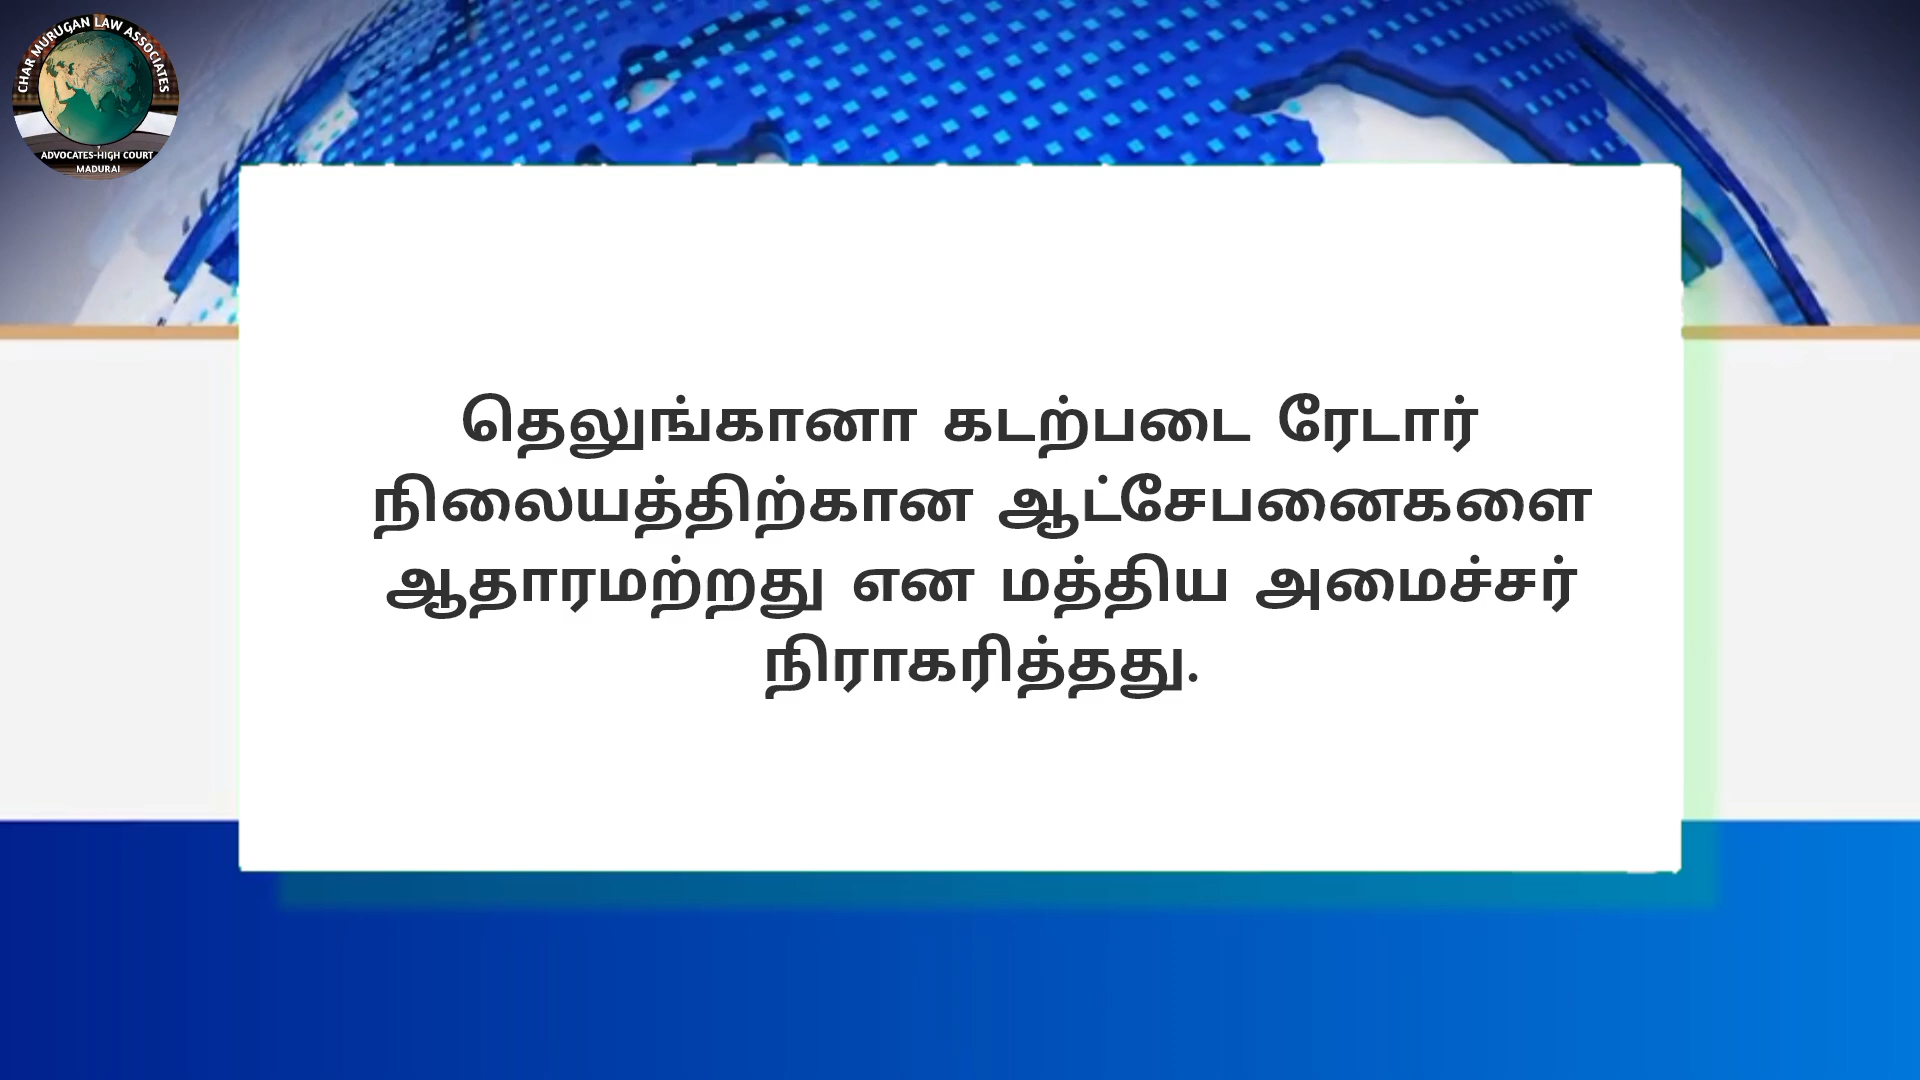 CHAR MURUGAN LAW ASSOCIATES
ADVOCATES-HIGH COURT
MADURAI
தெலுங்கானா கடற்படை ரேடார்
நிலையத்திற்கான ஆட்சேபனைகளை
ஆதாரமற்றது என மத்திய அமைச்சர்
நிராகரித்தது.